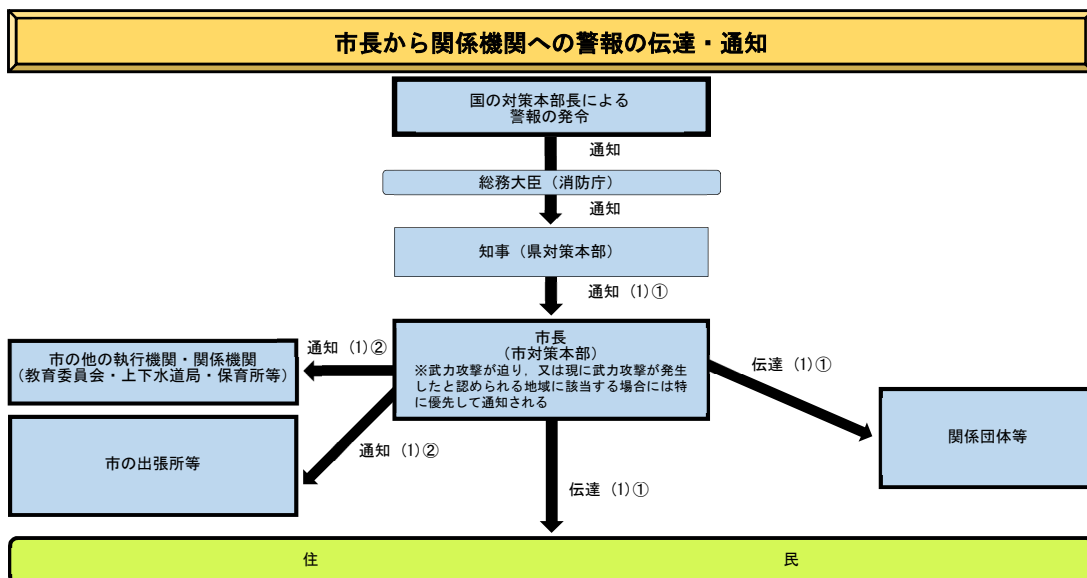 市長から関係機関への警報の伝達・通知
国の対策本部長による
警報の発令
通知
総務大臣（消防庁）
通知
知事（県対策本部）
通知 (1)①
市長
(市対策本部)
※武力攻撃が迫り，又は現に武力攻撃が発生
したと認められる地域に該当する場合には特
に優先して通知される
通知 (1)②
市の他の執行機関・関係機関
（教育委員会・上下水道局・保育所等）
伝達 (1)①
関係団体等
通知 (1)②
市の出張所等
伝達 (1)①
住 民